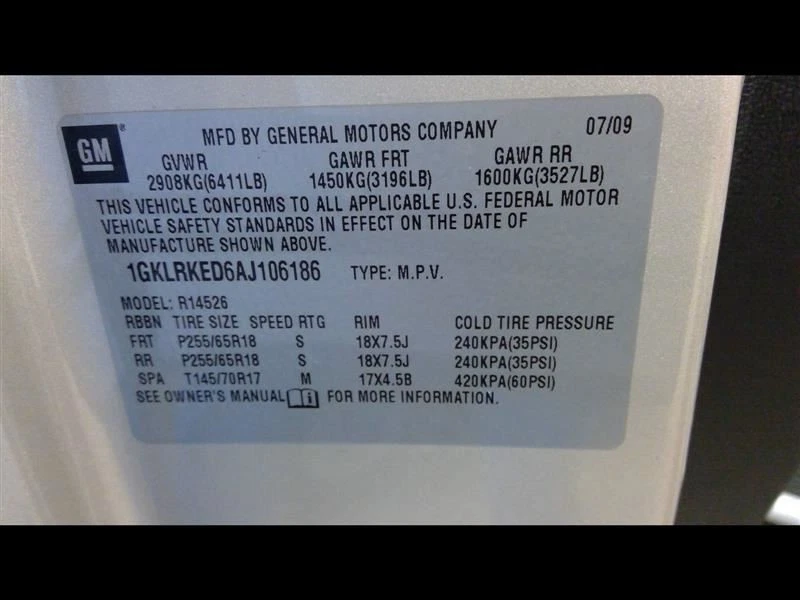 GM ®
MFD BY GENERAL MOTORS COMPANY 07/09
GVWR GAWR FRT GAWR RR
2908KG(6411LB) 1450KG(3196LB) 1600KG(3527LB)
THIS VEHICLE CONFORMS TO ALL APPLICABLE U.S. FEDERAL MOTOR
VEHICLE SAFETY STANDARDS IN EFFECT ON THE DATE OF
MANUFACTURE SHOWN ABOVE.
1GKLRKED6AJ106186 TYPE: M.P.V.
MODEL: R14526
RBBN TIRE SIZE SPEED RTG RIM COLD TIRE PRESSURE
FRT P255/65R18 S 18X7.5J 240KPA(35PSI)
RR P255/65R18 S 18X7.5J 240KPA(35PSI)
SPA T145/70R17 M 17X4.5B 420KPA(60PSI)
SEE OWNER'S MANUAL i FOR MORE INFORMATION.